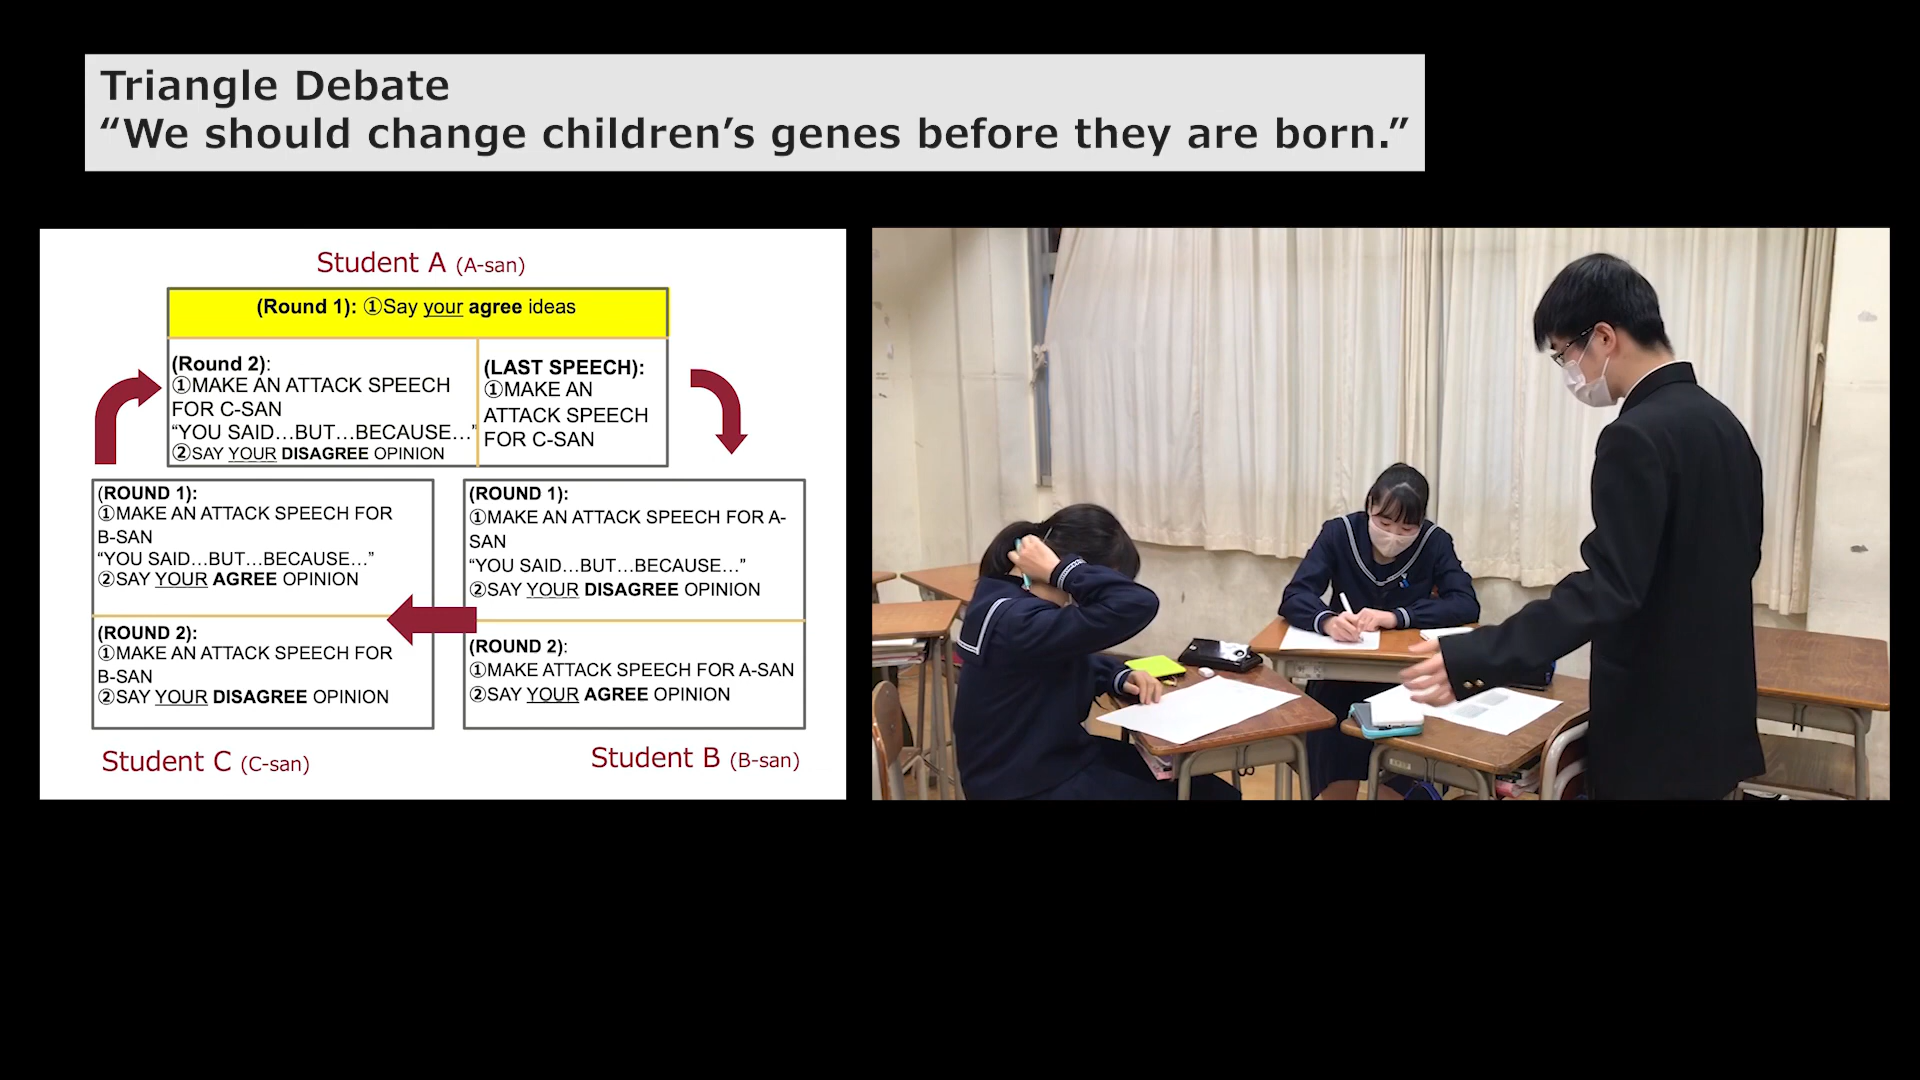 Triangle Debate
“We should change children’s genes before they are born.”
Student A (A-san)
(Round 1): ①Say your agree ideas
(Round 2):
①MAKE AN ATTACK SPEECH
FOR C-SAN
“YOU SAID…BUT…BECAUSE…”
②SAY YOUR DISAGREE OPINION
(LAST SPEECH):
①MAKE AN
ATTACK SPEECH
FOR C-SAN
(ROUND 1):
①MAKE AN ATTACK SPEECH FOR
B-SAN
“YOU SAID…BUT…BECAUSE…”
②SAY YOUR AGREE OPINION
(ROUND 2):
①MAKE AN ATTACK SPEECH FOR
B-SAN
②SAY YOUR DISAGREE OPINION
(ROUND 1):
①MAKE AN ATTACK SPEECH FOR A-
SAN
“YOU SAID…BUT…BECAUSE…”
②SAY YOUR DISAGREE OPINION
(ROUND 2):
①MAKE ATTACK SPEECH FOR A-SAN
②SAY YOUR AGREE OPINION
Student C (C-san)
Student B (B-san)